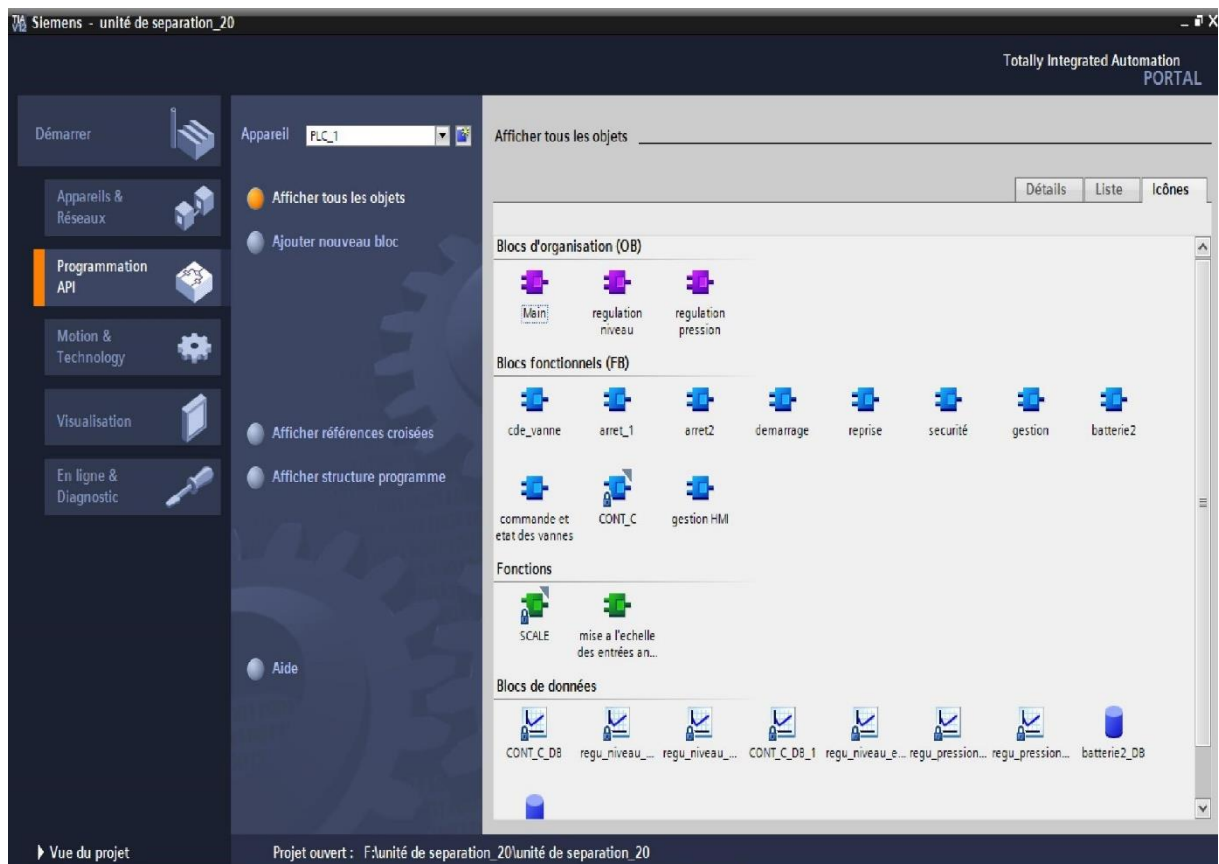 TIA
V12
Siemens - unité de separation_20
Totally Integrated Automation
PORTAL
Démarrer
Appareils &
Réseaux
Programmation
API
Motion &
Technology
Visualisation
En ligne &
Diagnostic
Vue du projet
Appareil
PLC_1
Afficher tous les objets
Ajouter nouveau bloc
Afficher références croisées
Afficher structure programme
Aide
Afficher tous les objets
Détails
Liste
Icônes
Blocs d'organisation (OB)
Main
regulation
niveau
regulation
pression
Blocs fonctionnels (FB)
cde_vanne
arret_1
arret2
demarrage
reprise
securité
gestion
batterie2
commande et
etat des vannes
CONT_C
gestion HMI
Fonctions
SCALE
mise a l'echelle
des entrées an...
Blocs de données
CONT_C_DB
regu_niveau_...
regu_niveau_...
CONT_C_DB_1
regu_niveau_e...
regu_pression...
regu_pression...
batterie2_DB
Projet ouvert : F:\unité de separation_20\unité de separation_20